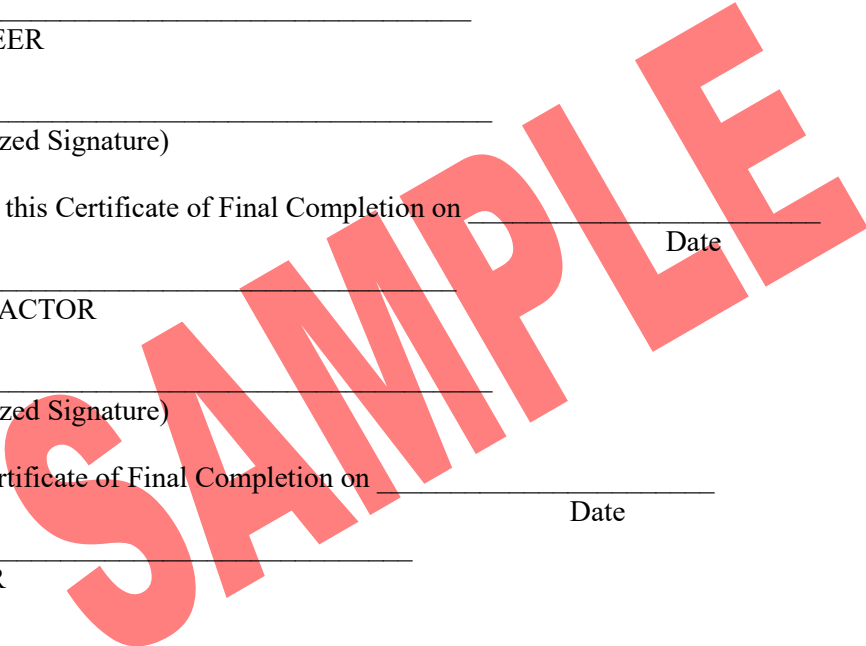 EER
zed Signature)
this Certificate of Final Completion on
Date
ACTOR
zed Signature)
rtificate of Final Completion on
Date
R
SAMPLE